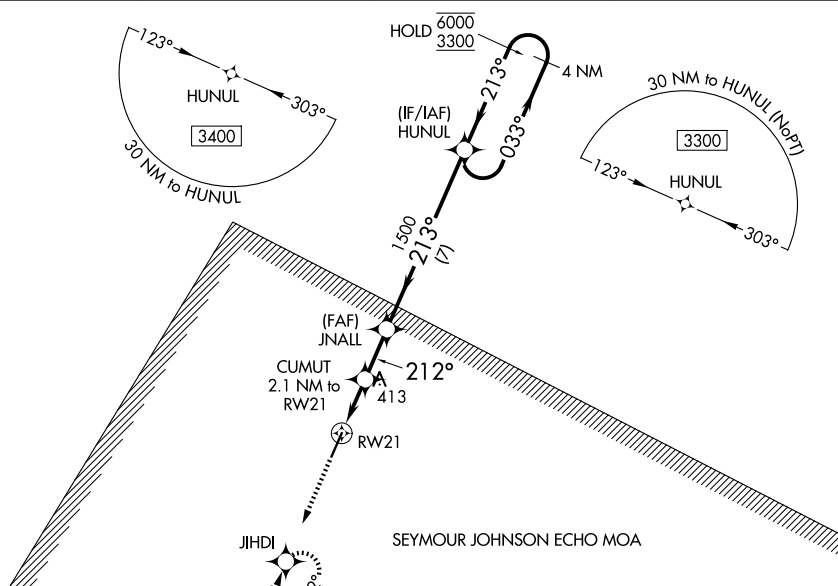 HOLD 6000
3300
4 NM
123°
HUNUL
303°
3400
30 NM to HUNUL
213°
033°
(IF/IAF)
HUNUL
30 NM to HUNUL (NoPT)
3300
123°
HUNUL
303°
1500
213°
(7)
(FAF)
JNALL
212°
CUMUT
2.1 NM to
RW21
413
RW21
JIHDI
SEYMOUR JOHNSON ECHO MOA